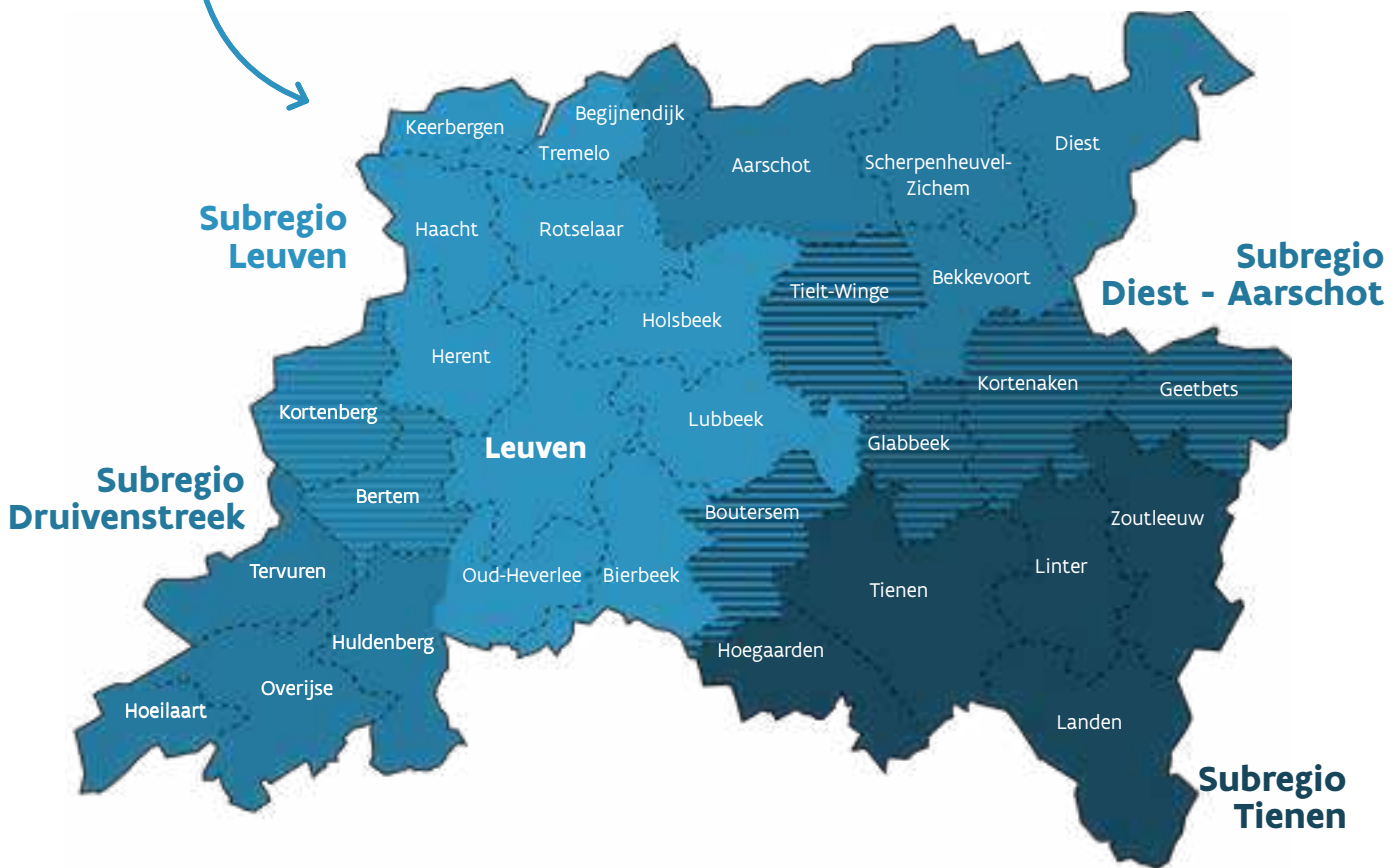 Keerbergen
Begijnendijk
Tremelo
Aarschot
Scherpenheuvel-
Zichem
Diest
Subregio
Leuven
Haacht
Rotselaar
Subregio
Diest - Aarschot
Tielt-Winge
Bekkevoort
Holsbeek
Herent
Kortenaken
Geetbets
Kortenberg
Lubbeek
Glabbeek
Leuven
Subregio
Druivenstreek
Bertem
Boutersem
Zoutleeuw
Tervuren
Oud-Heverlee
Bierbeek
Tienen
Linter
Huldenberg
Hoegaarden
Overijse
Hoeilaart
Landen
Subregio
Tienen